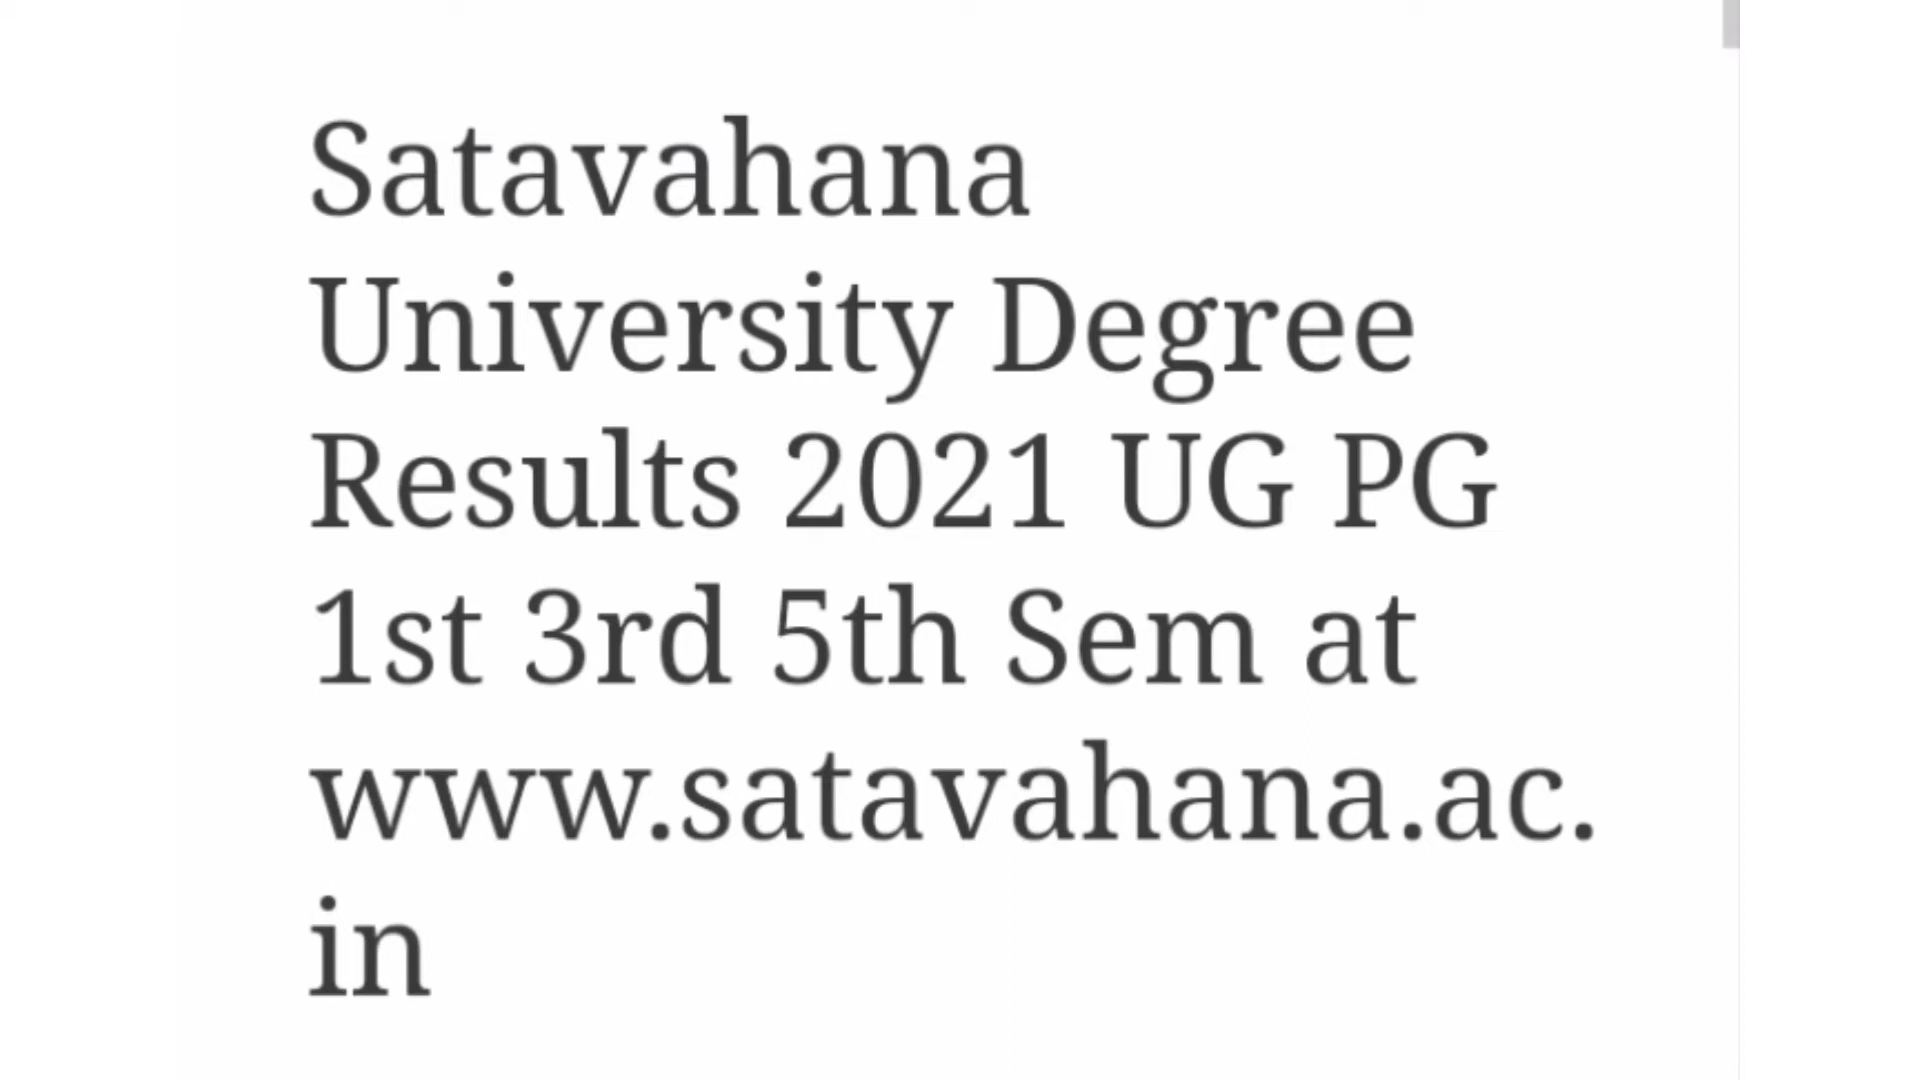 Satavahana
University Degree
Results 2021 UG PG
1st 3rd 5th Sem at
www.satavahana.ac.
in